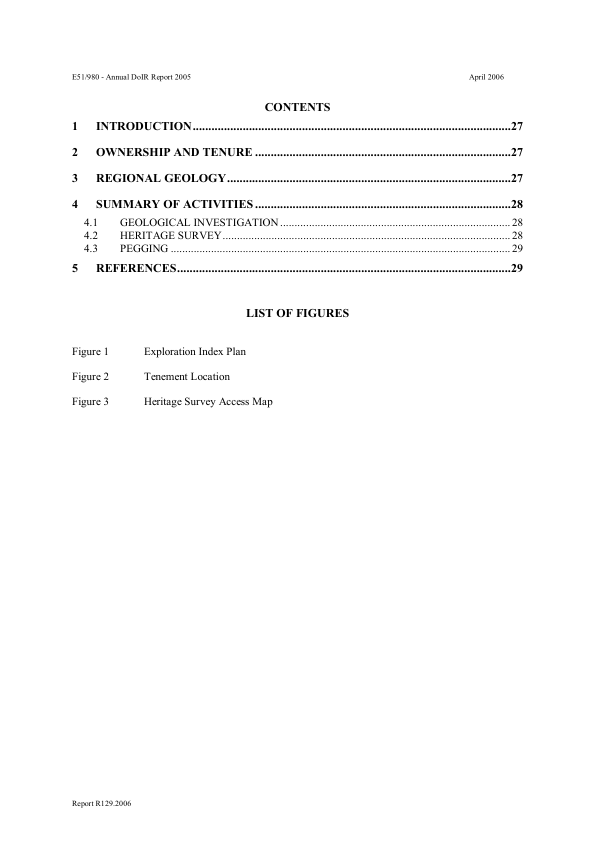 E51/980 - Annual DoIR Report 2005 April 2006
CONTENTS
1 INTRODUCTION.....27
2 OWNERSHIP AND TENURE.....27
3 REGIONAL GEOLOGY.....27
4 SUMMARY OF ACTIVITIES.....28
4.1 GEOLOGICAL INVESTIGATION.....28
4.2 HERITAGE SURVEY.....28
4.3 PEGGING.....29
5 REFERENCES.....29
LIST OF FIGURES
Figure 1 Exploration Index Plan
Figure 2 Tenement Location
Figure 3 Heritage Survey Access Map
Report R129.2006